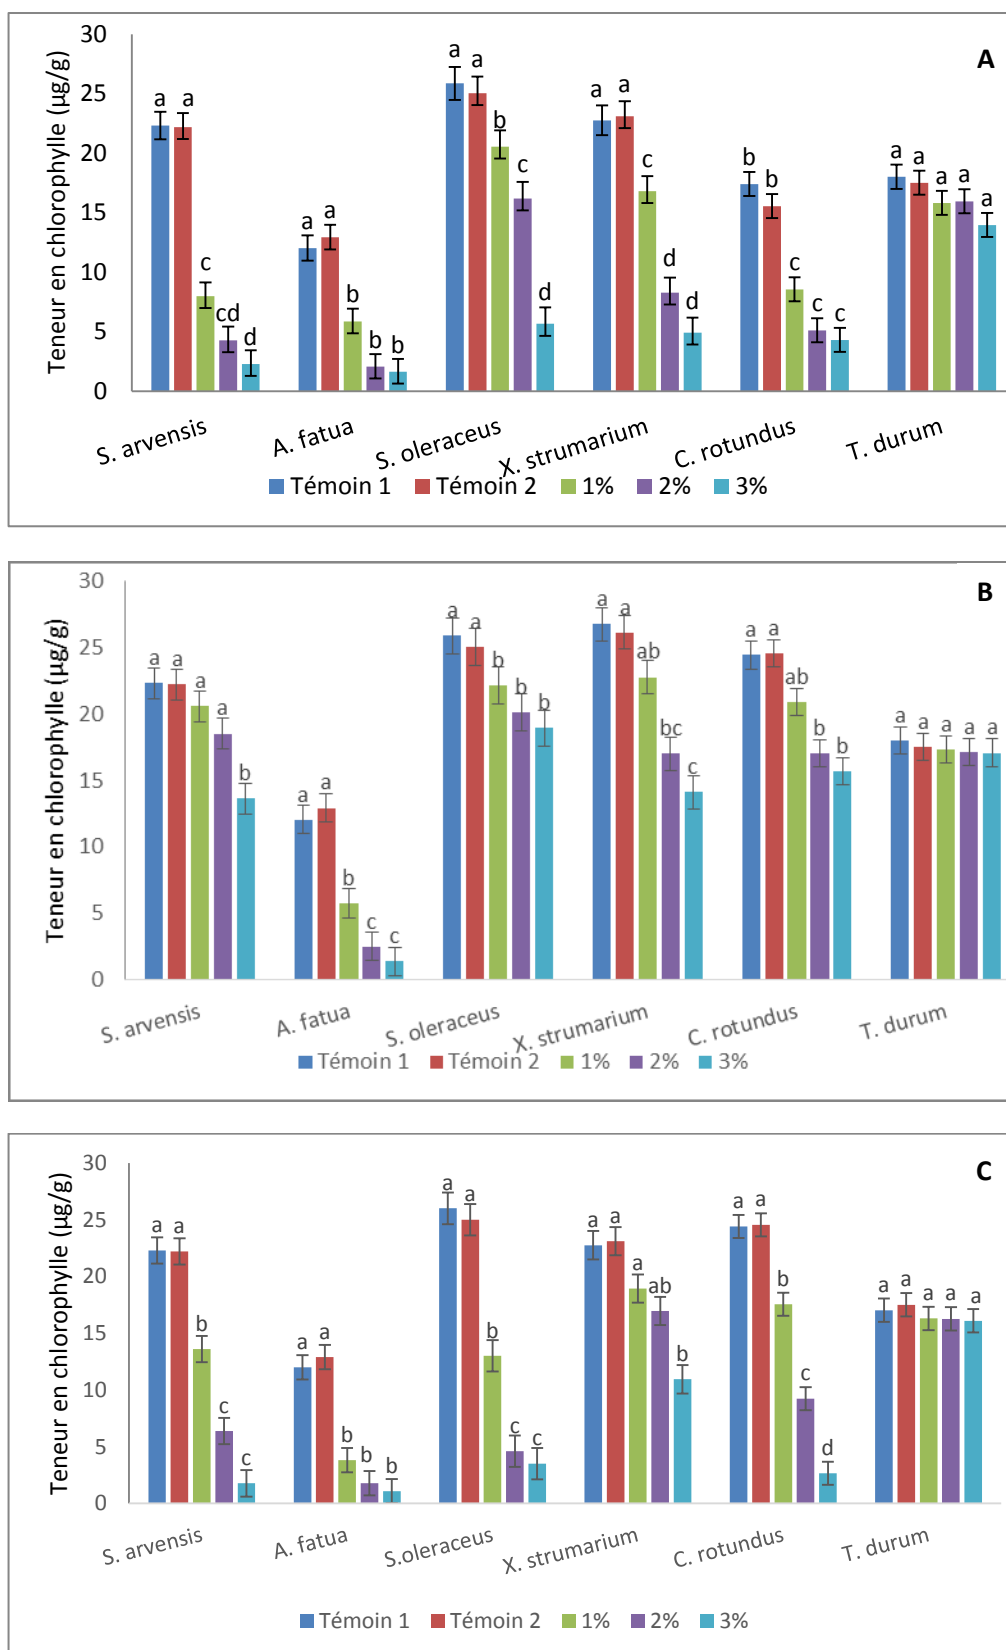 A
Teneur en chlorophylle (µg/g)
30
25
20
15
10
5
0
a a c cd d
a a b b b
a a b c d
a a c d d
b b c c c
a a a a a
S. arvensis A. fatua S. oleraceus X. strumarium C. rotundus T. durum
Témoin 1 Témoin 2 1% 2% 3%
B
Teneur en chlorophylle (µg/g)
30
25
20
15
10
5
0
a a a a b
a a b c c
a a b b b
a a ab bc c
a a ab b b
a a a a a
S. arvensis A. fatua S. oleraceus X. strumarium C. rotundus T. durum
Témoin 1 Témoin 2 1% 2% 3%
C
Teneur en chlorophylle (µg/g)
30
25
20
15
10
5
0
a a b c c
a a b b b
a a b c c
a a a ab b
a a b c d
a a a a a
S. arvensis A. fatua S.oleraceus X. strumarium C. rotundus T. durum
Témoin 1 Témoin 2 1% 2% 3%